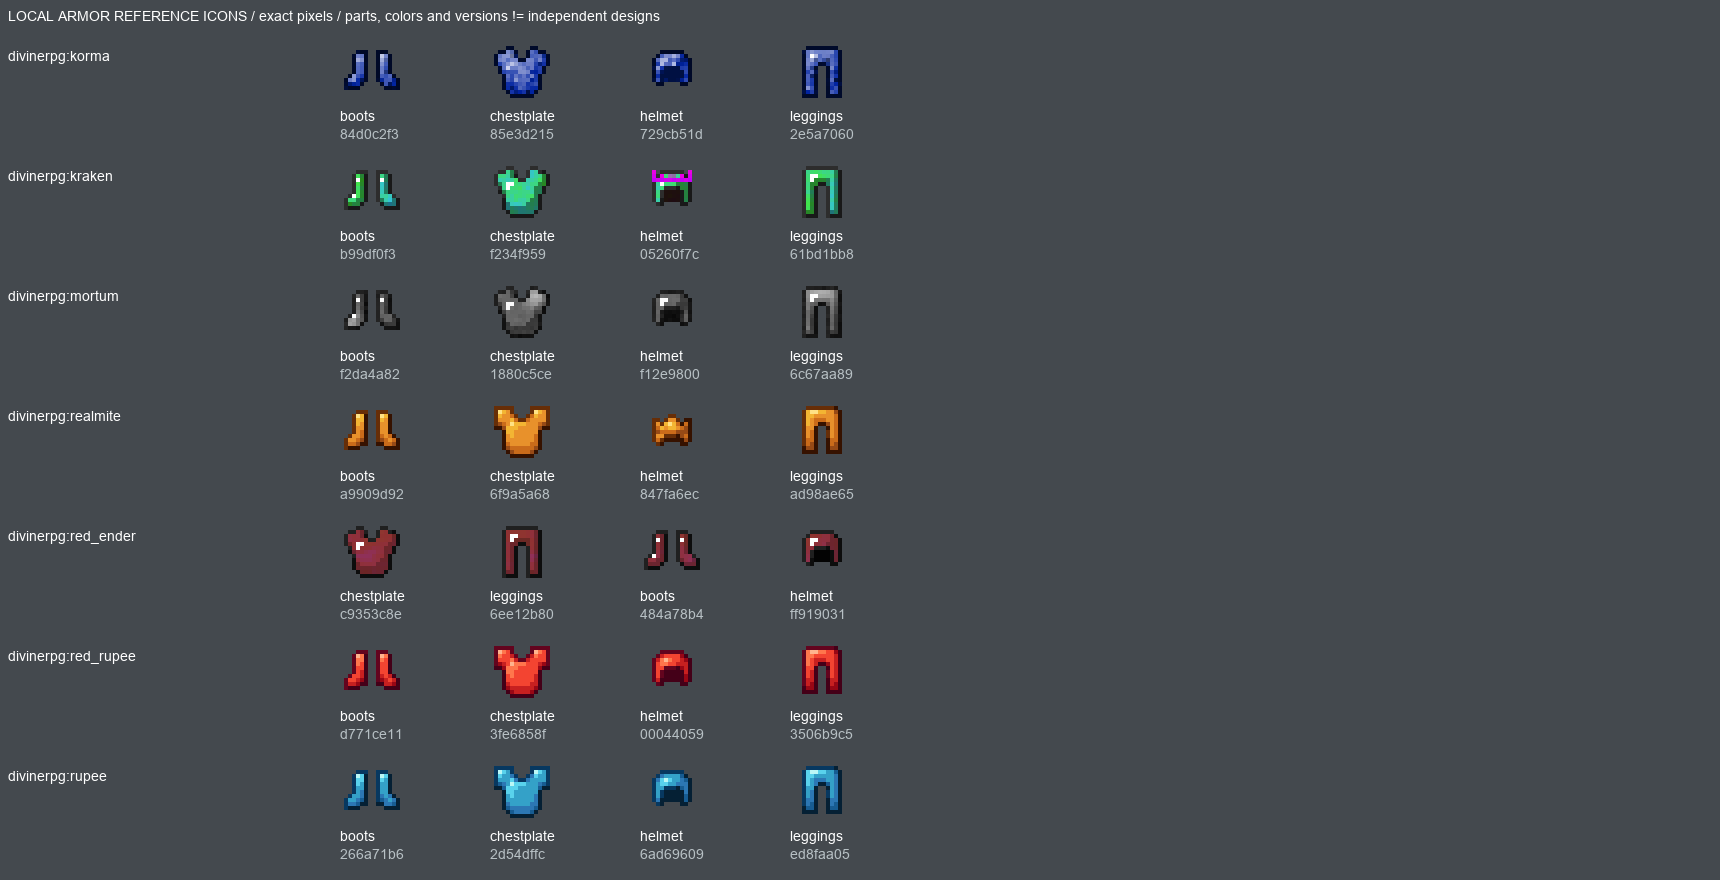 LOCAL ARMOR REFERENCE ICONS / exact pixels / parts, colors and versions != independent designs
divinerpg:korma
boots chestplate helmet leggings
84d0c2f3 85e3d215 729cb51d 2e5a7060
divinerpg:kraken
boots chestplate helmet leggings
b99df0f3 f234f959 05260f7c 61bd1bb8
divinerpg:mortum
boots chestplate helmet leggings
f2da4a82 1880c5ce f12e9800 6c67aa89
divinerpg:realmite
boots chestplate helmet leggings
a9909d92 6f9a5a68 847fa6ec ad98ae65
divinerpg:red_ender
chestplate leggings boots helmet
c9353c8e 6ee12b80 484a78b4 ff919031
divinerpg:red_rupee
boots chestplate helmet leggings
d771ce11 3fe6858f 00044059 3506b9c5
divinerpg:rupee
boots chestplate helmet leggings
266a71b6 2d54dffc 6ad69609 ed8faa05